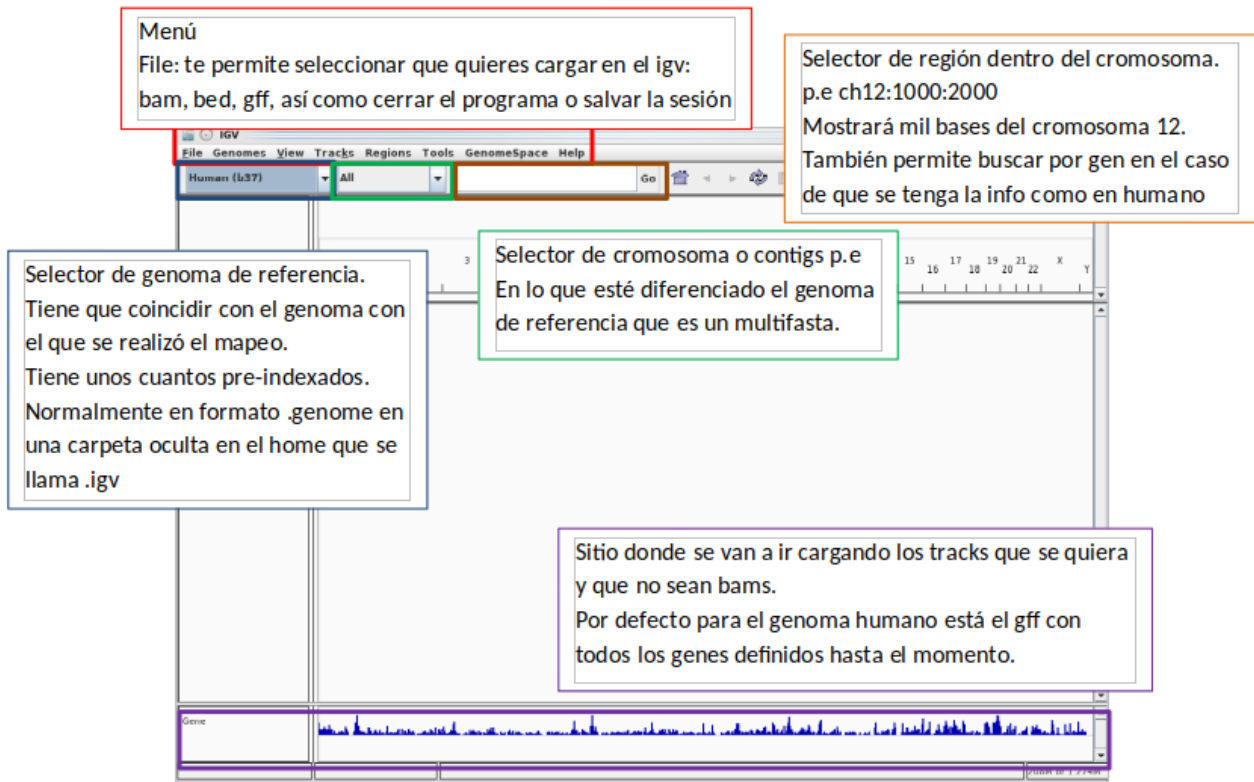 Menú
File: te permite seleccionar que quieres cargar en el igv:
bam, bed, gff, así como cerrar el programa o salvar la sesión
Selector de región dentro del cromosoma.
p.e ch12:1000:2000
Mostrará mil bases del cromosoma 12.
También permite buscar por gen en el caso
de que se tenga la info como en humano
IGV
File Genomes View Tracks Regions Tools GenomeSpace Help
Human (b37) All Go
Selector de genoma de referencia.
Tiene que coincidir con el genoma con
el que se realizó el mapeo.
Tiene unos cuantos pre-indexados.
Normalmente en formato .genome en
una carpeta oculta en el home que se
llama .igv
3
Selector de cromosoma o contigs p.e
En lo que esté diferenciado el genoma
de referencia que es un multifasta.
15 16 17 18 19 20 21 22 X Y
Sitio donde se van a ir cargando los tracks que se quiera
y que no sean bams.
Por defecto para el genoma humano está el gff con
todos los genes definidos hasta el momento.
Gene